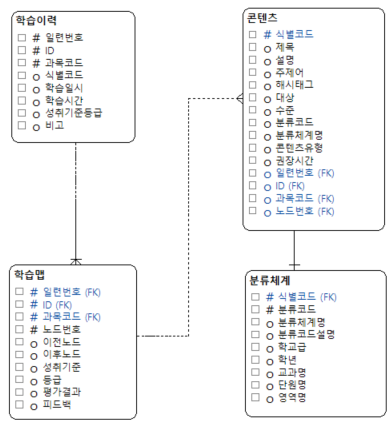 학습이력
# 일련번호
# ID
# 과목코드
o 식별코드
o 학습일시
o 학습시간
o 성취기준등급
o 비고
콘텐츠
# 식별코드
o 제목
o 설명
o 주제어
o 해시태그
o 대상
o 수준
o 분류코드
o 분류체계명
o 콘텐츠유형
o 권장시간
o 일련번호 (FK)
o ID (FK)
o 과목코드 (FK)
o 노드번호 (FK)
학습맵
# 일련번호 (FK)
# ID (FK)
# 과목코드 (FK)
# 노드번호
o 이전노드
o 이후노드
o 성취기준
o 등급
o 평가결과
o 피드백
분류체계
# 식별코드 (FK)
# 분류코드
o 분류체계명
o 분류코드설명
o 학교급
o 학년
o 교과명
o 단원명
o 영역명